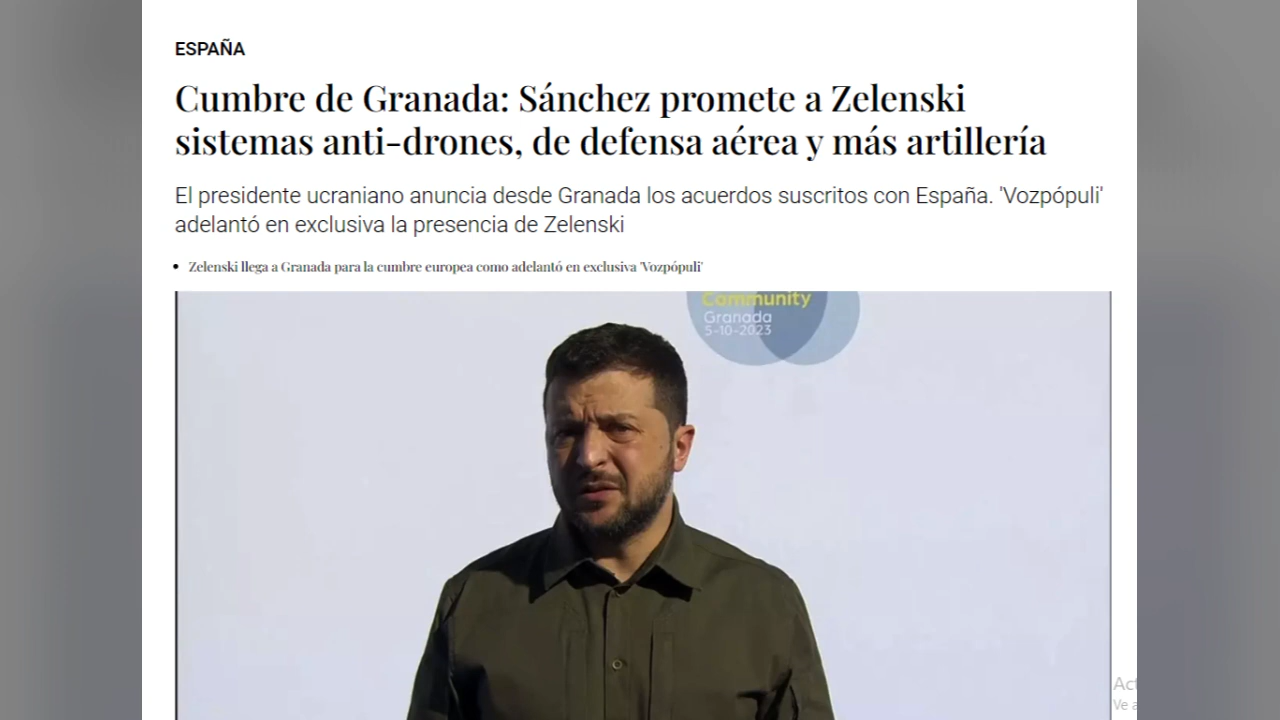 ESPAÑA
Cumbre de Granada: Sánchez promete a Zelenski
sistemas anti-drones, de defensa aérea y más artillería
El presidente ucraniano anuncia desde Granada los acuerdos suscritos con España. 'Vozpópuli'
adelantó en exclusiva la presencia de Zelenski
• Zelenski llega a Granada para la cumbre europea como adelantó en exclusiva 'Vozpópuli'
Community
Granada
5-10-2023
Act
Ve a